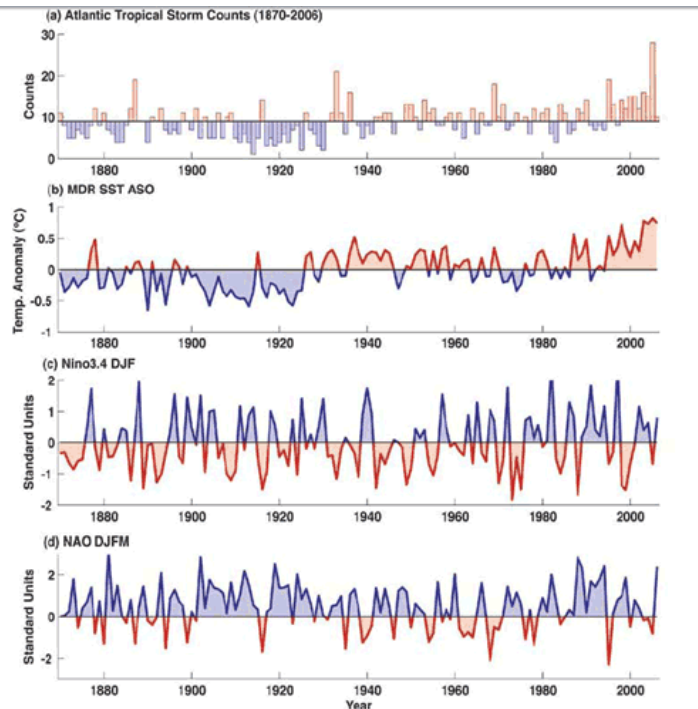 (a) Atlantic Tropical Storm Counts (1870-2006)
30
20
10
0
Counts
1880 1900 1920 1940 1960 1980 2000
(b) MDR SST ASO
1
0.5
0
-0.5
-1
Temp. Anomaly (°C)
1880 1900 1920 1940 1960 1980 2000
(c) Nino3.4 DJF
2
1
0
-1
-2
Standard Units
1880 1900 1920 1940 1960 1980 2000
(d) NAO DJFM
2
0
-2
Standard Units
1880 1900 1920 1940 1960 1980 2000
Year